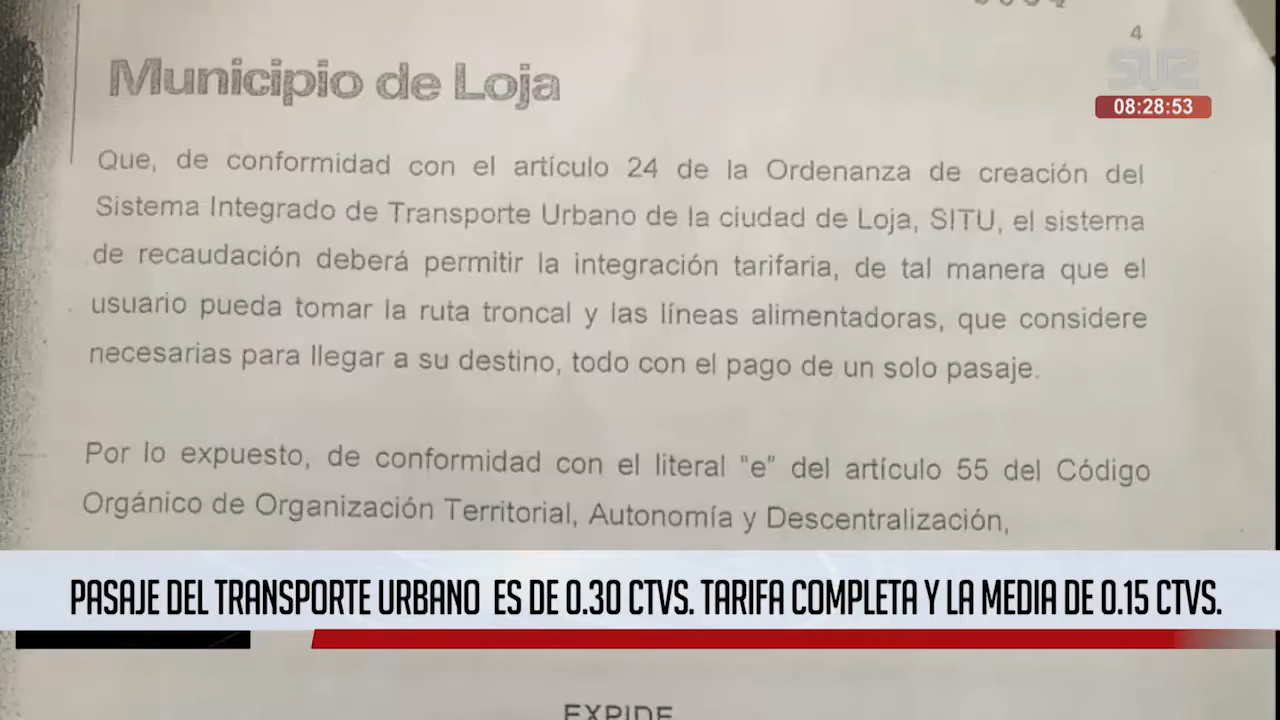 4
SUR
08:28:53
Municipio de Loja
Que, de conformidad con el artículo 24 de la Ordenanza de creación del
Sistema Integrado de Transporte Urbano de la ciudad de Loja, SITU, el sistema
de recaudación deberá permitir la integración tarifaria, de tal manera que el
usuario pueda tomar la ruta troncal y las líneas alimentadoras, que considere
necesarias para llegar a su destino, todo con el pago de un solo pasaje.
Por lo expuesto, de conformidad con el literal "e" del artículo 55 del Código
Orgánico de Organización Territorial, Autonomía y Descentralización,
PASAJE DEL TRANSPORTE URBANO ES DE 0.30 CTVS. TARIFA COMPLETA Y LA MEDIA DE 0.15 CTVS.
EXPIDE